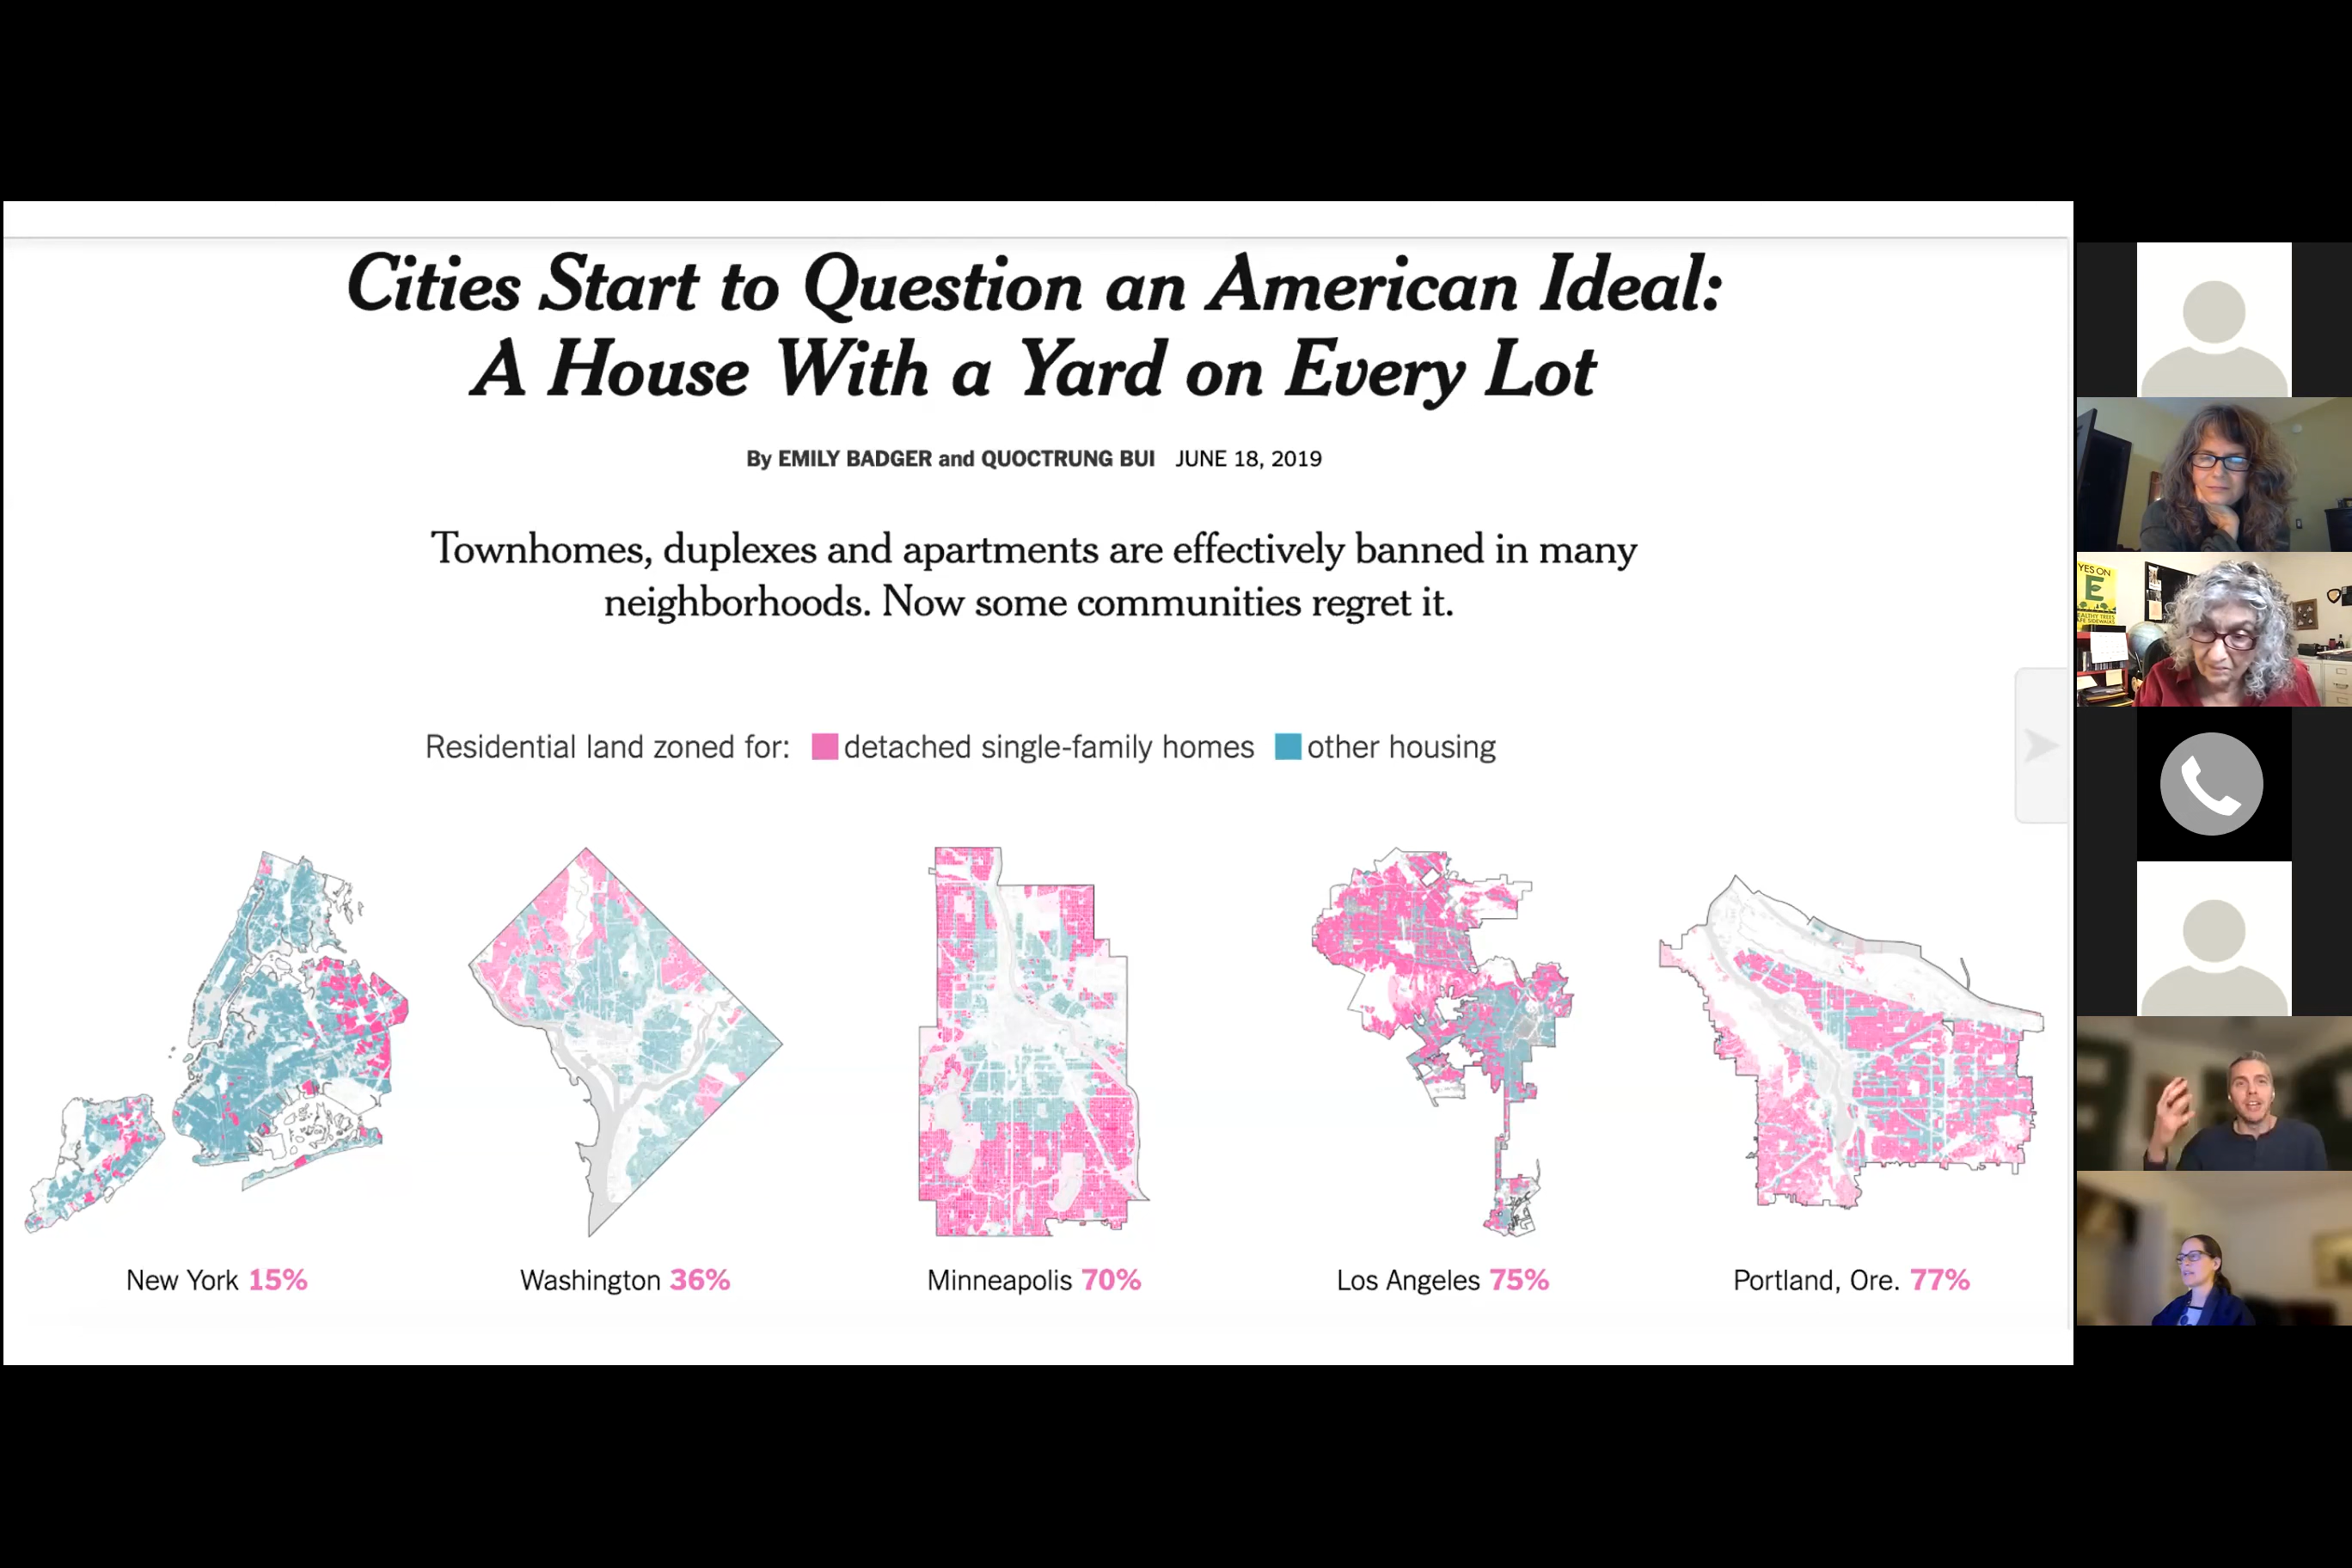 Cities Start to Question an American Ideal:
A House With a Yard on Every Lot
By EMILY BADGER and QUOCTRUNG BUI JUNE 18, 2019
Townhomes, duplexes and apartments are effectively banned in many
neighborhoods. Now some communities regret it.
Residential land zoned for: detached single-family homes other housing
New York 15%
Washington 36%
Minneapolis 70%
Los Angeles 75%
Portland, Ore. 77%
YES ON
E